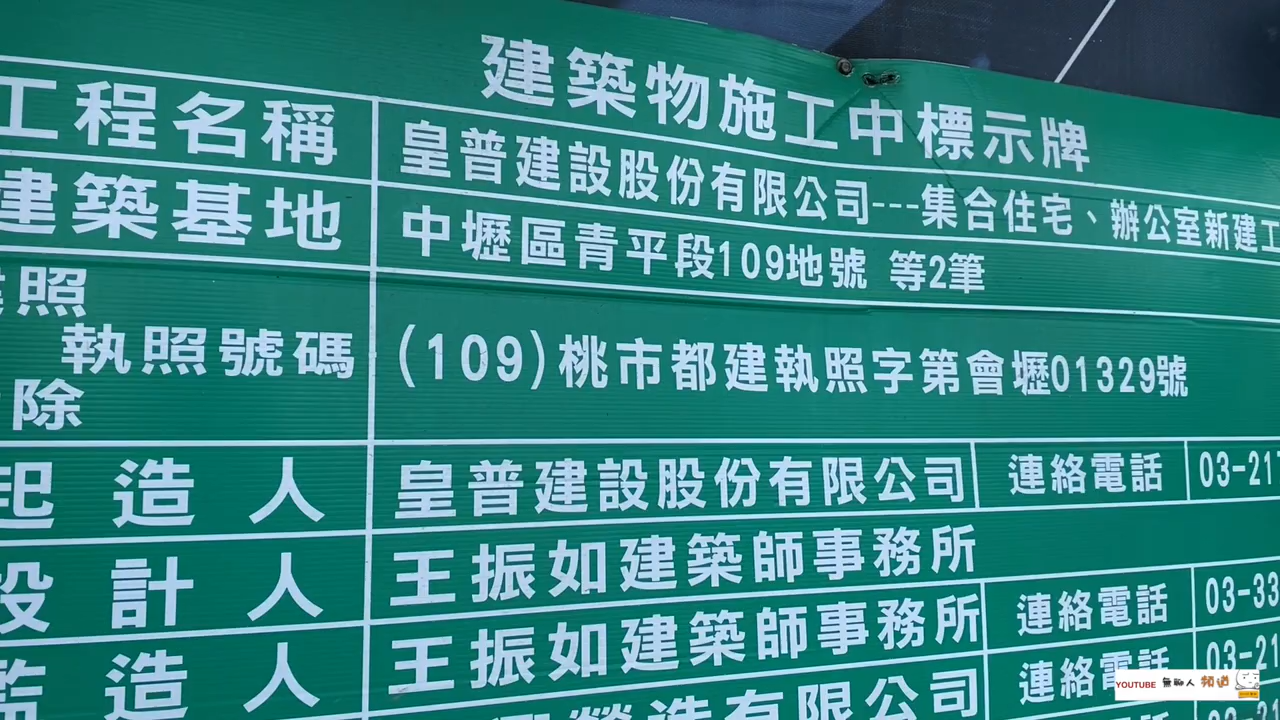 建築物施工中標示牌
工程名稱 皇普建設股份有限公司---集合住宅、辦公室新建工
建築基地 中壢區青平段109地號 等2筆
照
執照號碼 (109)桃市都建執照字第會壢01329號
除
起造人 皇普建設股份有限公司 連絡電話 03-217
設計人 王振如建築師事務所
監造人 王振如建築師事務所 連絡電話 03-33
營造有限公司 連絡電話 03-21
YOUTUBE 無聊人 頻道